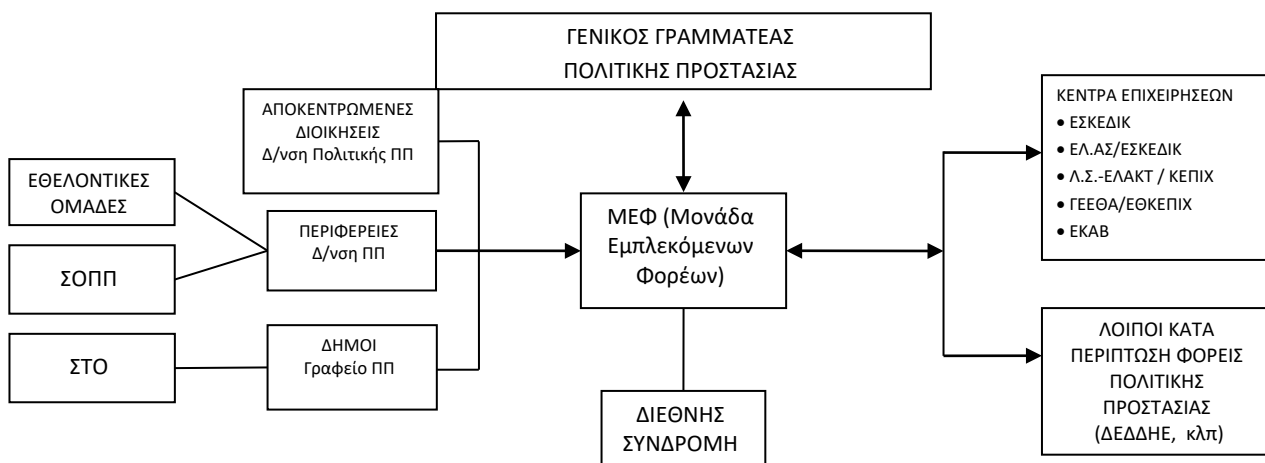 ΓΕΝΙΚΟΣ ΓΡΑΜΜΑΤΕΑΣ
ΠΟΛΙΤΙΚΗΣ ΠΡΟΣΤΑΣΙΑΣ
ΑΠΟΚΕΝΤΡΩΜΕΝΕΣ
ΔΙΟΙΚΗΣΕΙΣ
Δ/νση Πολιτικής ΠΠ
ΕΘΕΛΟΝΤΙΚΕΣ
ΟΜΑΔΕΣ
ΣΟΠΠ
ΣΤΟ
ΠΕΡΙΦΕΡΕΙΕΣ
Δ/νση ΠΠ
ΔΗΜΟΙ
Γραφείο ΠΠ
ΜΕΦ (Μονάδα
Εμπλεκόμενων
Φορέων)
ΔΙΕΘΝΗΣ
ΣΥΝΔΡΟΜΗ
ΚΕΝΤΡΑ ΕΠΙΧΕΙΡΗΣΕΩΝ
• ΕΣΚΕΔΙΚ
• ΕΛ.ΑΣ/ΕΣΚΕΔΙΚ
• Λ.Σ.-ΕΛΑΚΤ / ΚΕΠΙΧ
• ΓΕΕΘΑ/ΕΘΚΕΠΙΧ
• ΕΚΑΒ
ΛΟΙΠΟΙ ΚΑΤΑ
ΠΕΡΙΠΤΩΣΗ ΦΟΡΕΙΣ
ΠΟΛΙΤΙΚΗΣ
ΠΡΟΣΤΑΣΙΑΣ
(ΔΕΔΔΗΕ, κλπ)